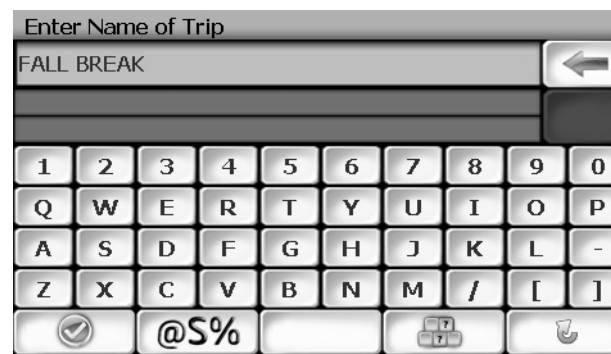 Enter Name of Trip
FALL BREAK
1 2 3 4 5 6 7 8 9 0
Q W E R T Y U I O P
A S D F G H J K L -
Z X C V B N M / [ ]
@S% ?